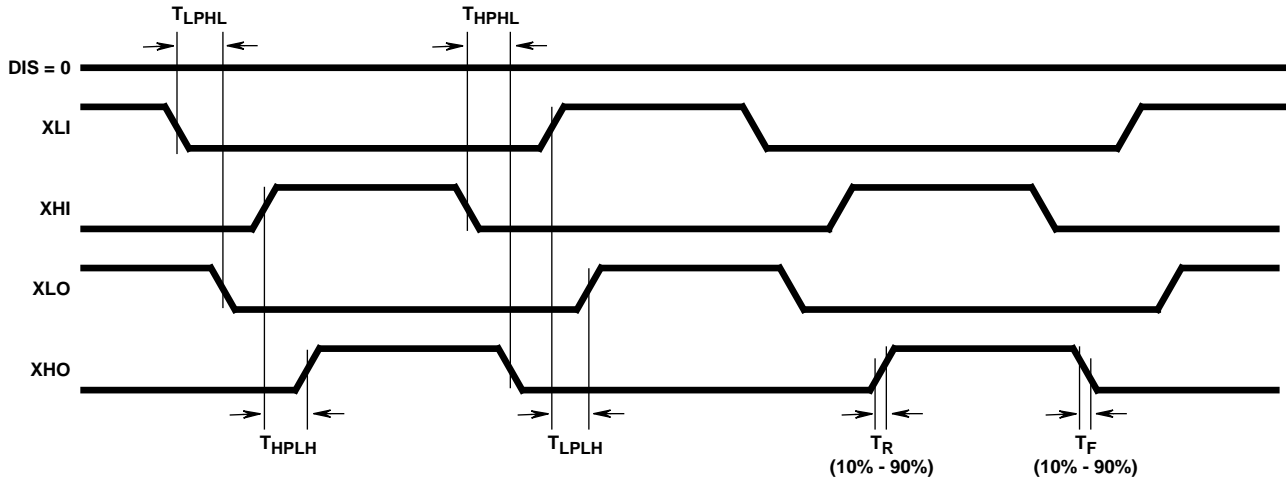 TLPHL THPHL
DIS = 0
XLI
XHI
XLO
XHO
THPLH TLPLH TR TF
(10% - 90%) (10% - 90%)